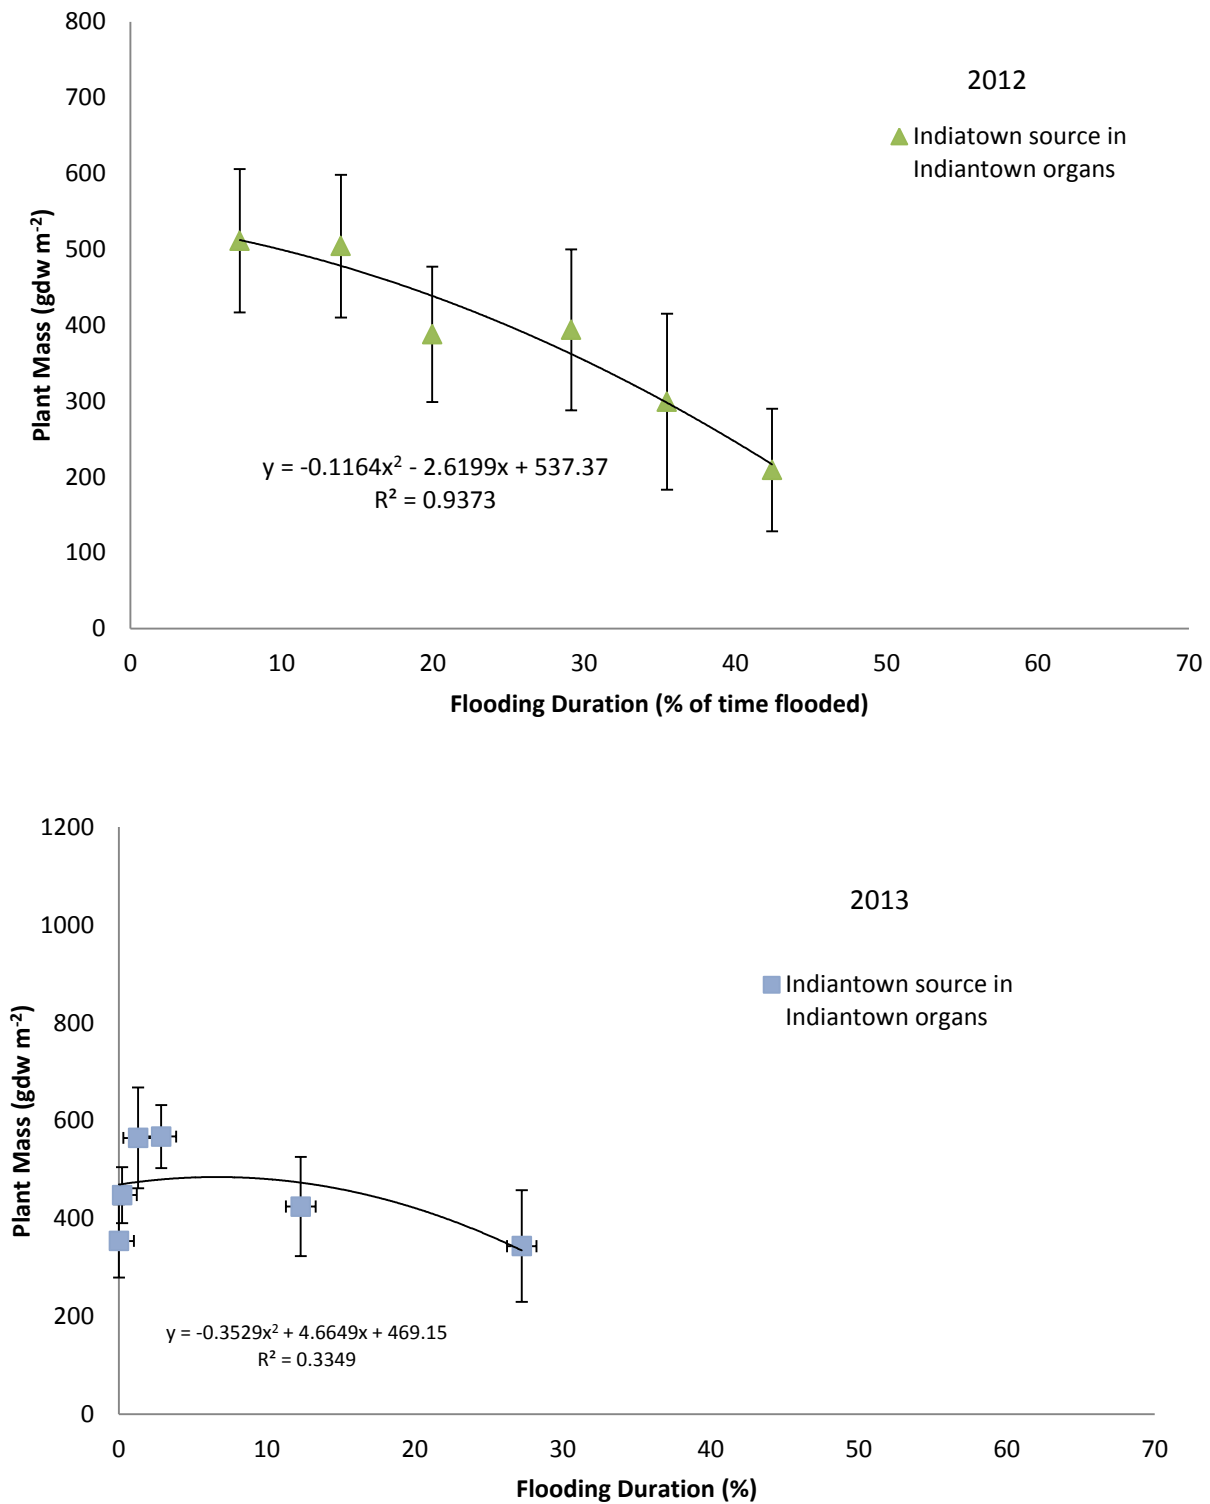 800
700
600
500
400
300
200
100
0
Plant Mass (gdw m⁻²)
2012
Indiatown source in
Indiantown organs
y = -0.1164x² - 2.6199x + 537.37
R² = 0.9373
0 10 20 30 40 50 60 70
Flooding Duration (% of time flooded)
1200
1000
800
600
400
200
0
Plant Mass (gdw m⁻²)
2013
Indiantown source in
Indiantown organs
y = -0.3529x² + 4.6649x + 469.15
R² = 0.3349
0 10 20 30 40 50 60 70
Flooding Duration (%)